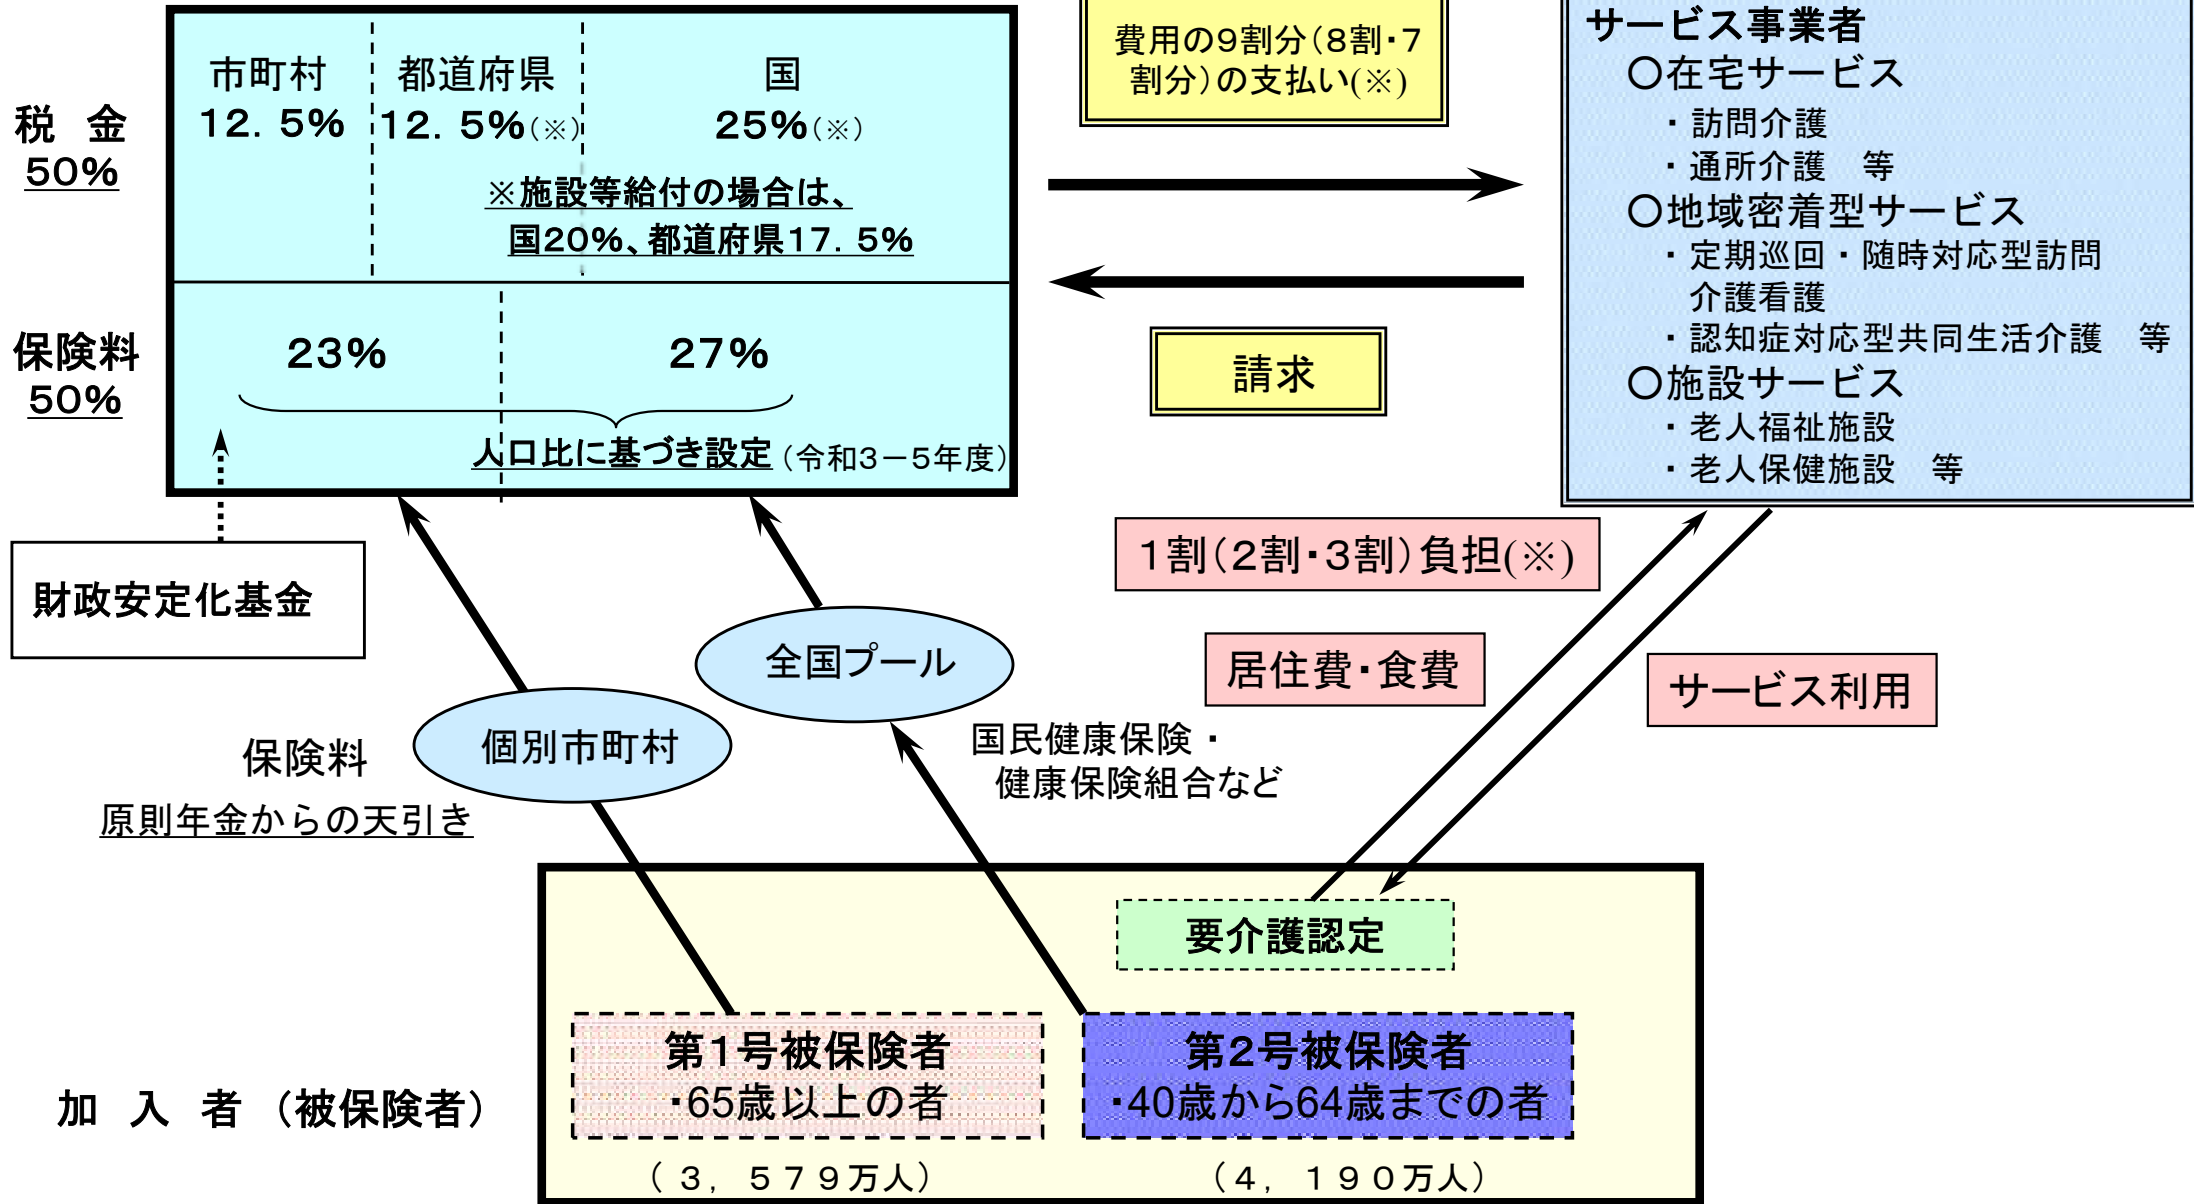 税　金
50%
市町村
12．5%
都道府県
12．5%(※)
国
25%(※)
※施設等給付の場合は、
国20%、都道府県17．5%
保険料
50%
23%
27%
人口比に基づき設定（令和3－5年度）
財政安定化基金
費用の９割分（８割・７
割分）の支払い(※)
請求
サービス事業者
○在宅サービス
・訪問介護
・通所介護　等
○地域密着型サービス
・定期巡回・随時対応型訪問
介護看護
・認知症対応型共同生活介護　等
○施設サービス
・老人福祉施設
・老人保健施設　等
１割（２割・３割）負担(※)
居住費・食費
サービス利用
全国プール
個別市町村
国民健康保険・
健康保険組合など
保険料
原則年金からの天引き
要介護認定
加　入　者　（被保険者）
第１号被保険者
・65歳以上の者
（３，５７９万人）
第２号被保険者
・40歳から64歳までの者
（４，１９０万人）